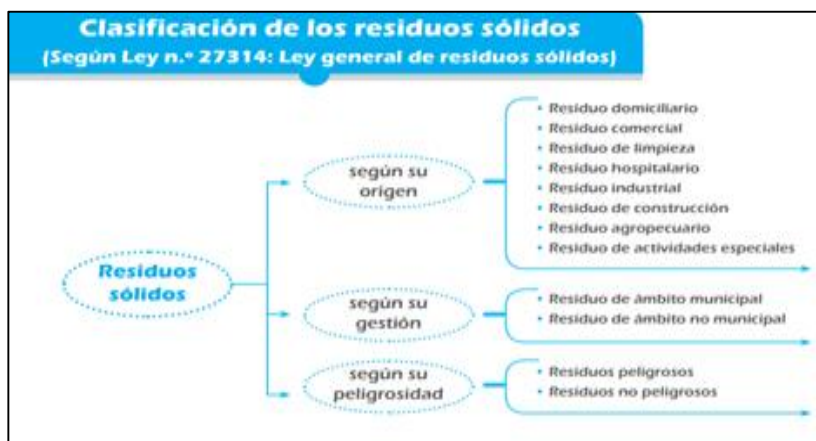 Clasificación de los residuos sólidos
(Según Ley n.º 27314: Ley general de residuos sólidos)
Residuos
sólidos
según su
origen
• Residuo domiciliario
• Residuo comercial
• Residuo de limpieza
• Residuo hospitalario
• Residuo industrial
• Residuo de construcción
• Residuo agropecuario
• Residuo de actividades especiales
según su
gestión
• Residuo de ámbito municipal
• Residuo de ámbito no municipal
según su
peligrosidad
• Residuos peligrosos
• Residuos no peligrosos